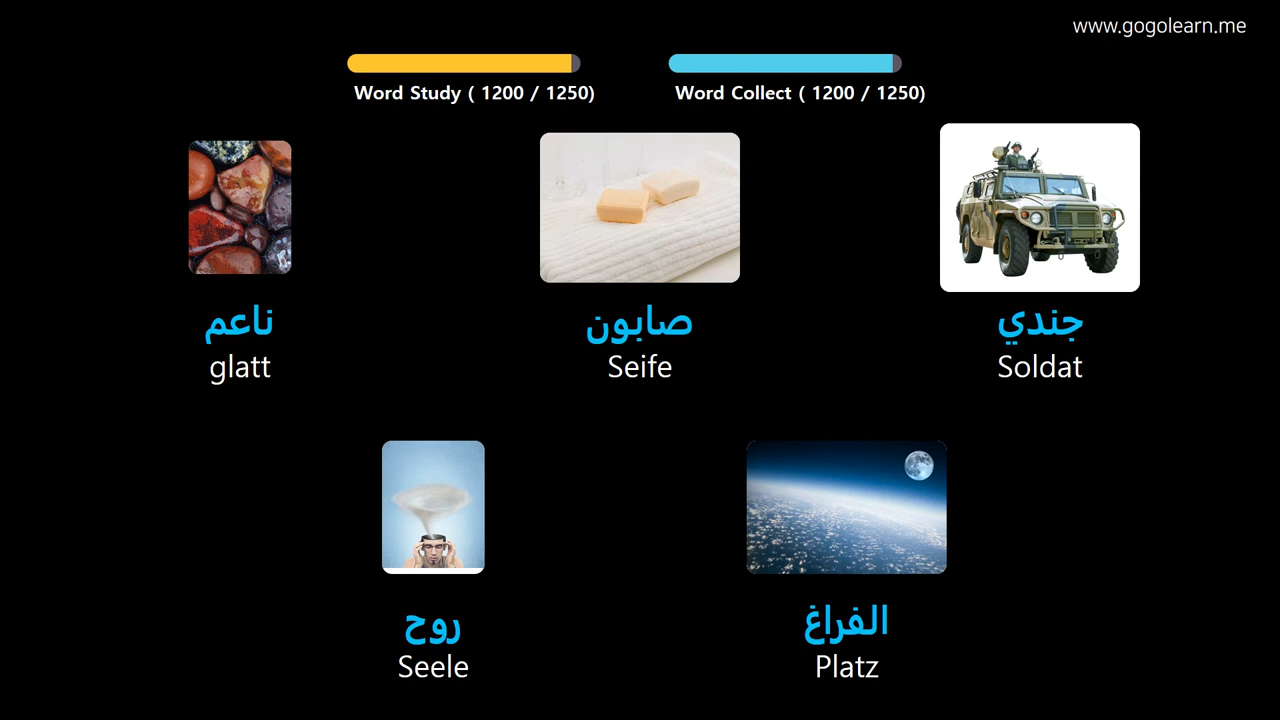 www.gogolearn.me
Word Study ( 1200 / 1250)
Word Collect ( 1200 / 1250)
ناعم
glatt
صابون
Seife
جندي
Soldat
روح
Seele
الفراغ
Platz